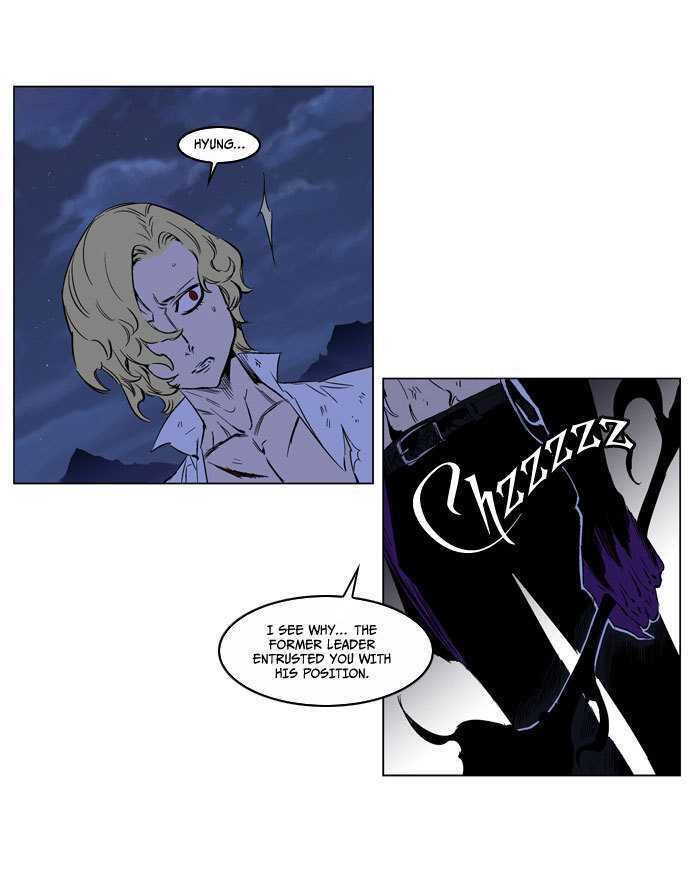 HYUNG...
Chzzzzz
I SEE WHY... THE
FORMER LEADER
ENTRUSTED YOU WITH
HIS POSITION.